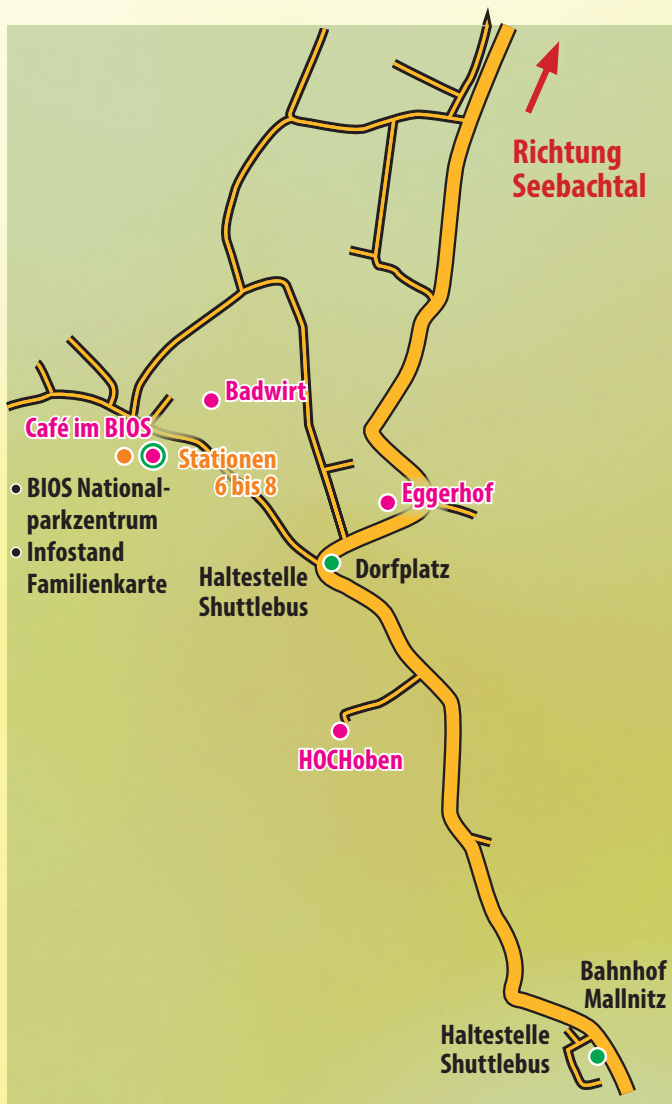 Richtung
Seebachtal
Badwirt
Café im BIOS
Stationen
6 bis 8
• BIOS National-
parkzentrum
• Infostand
Familienkarte
Eggerhof
Haltestelle
Shuttlebus
Dorfplatz
HOCHoben
Bahnhof
Mallnitz
Haltestelle
Shuttlebus